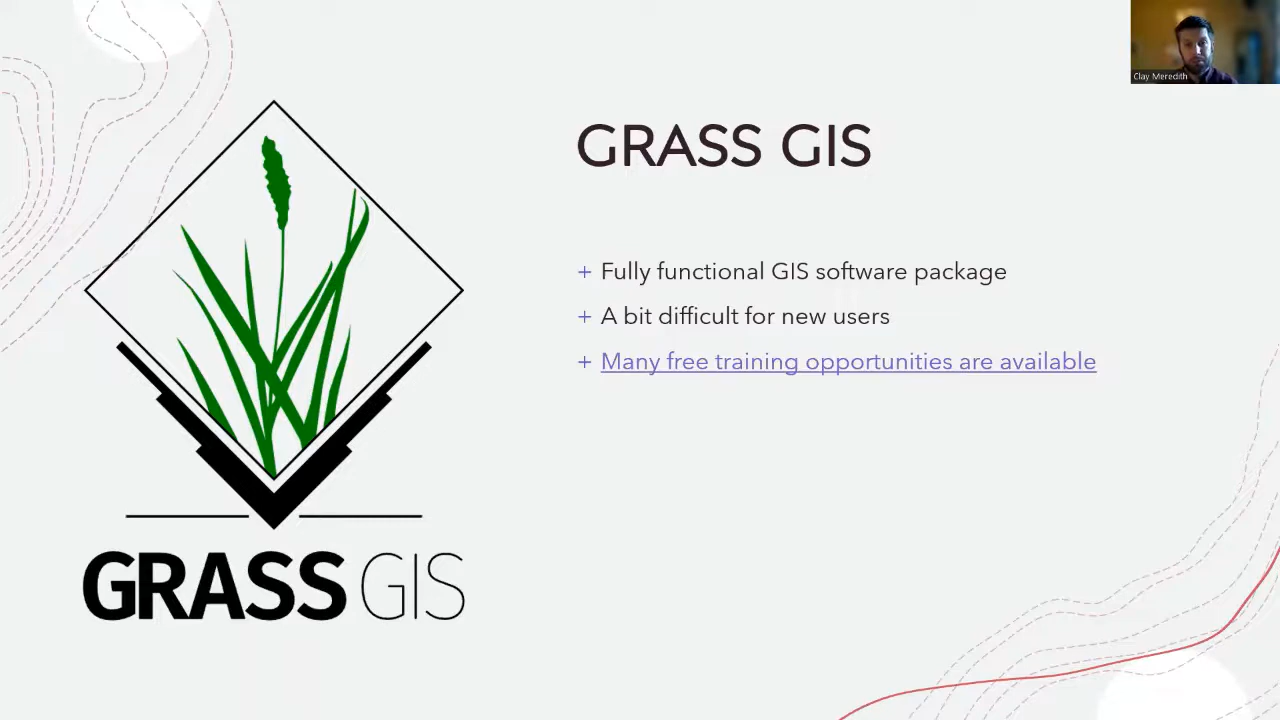 Clay Meredith
GRASS GIS
+ Fully functional GIS software package
+ A bit difficult for new users
+ Many free training opportunities are available
GRASS GIS